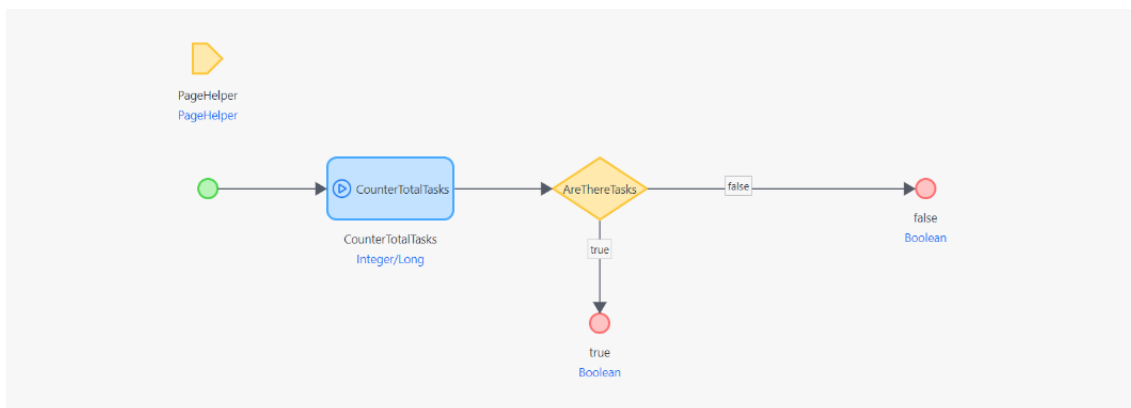 PageHelper
PageHelper
CounterTotalTasks
CounterTotalTasks
Integer/Long
AreThereTasks
false
false
Boolean
true
true
Boolean